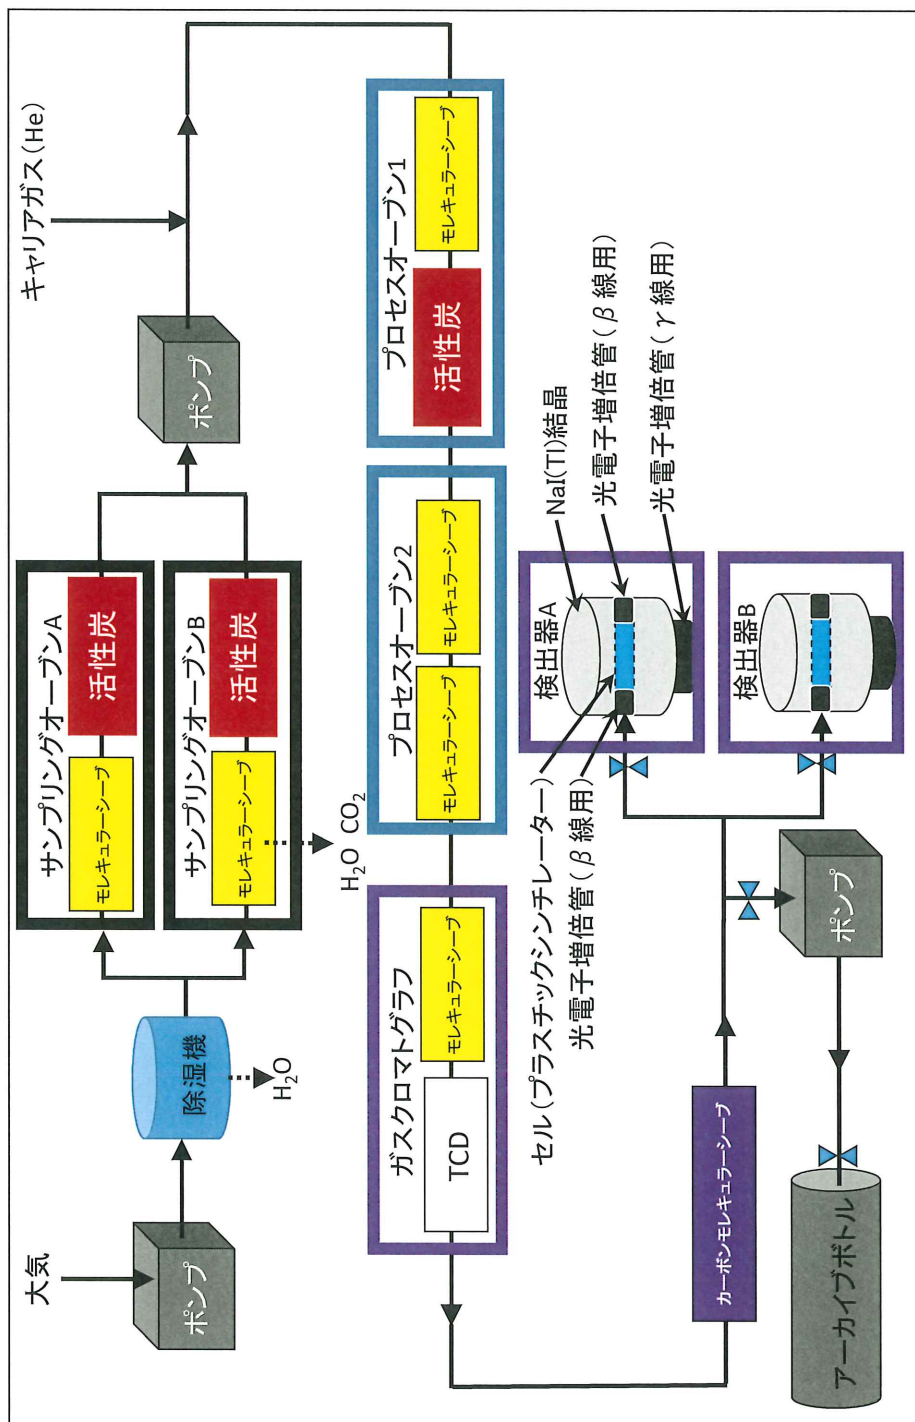 大気
ポンプ
除湿機
H₂O
サンプリングオーブンA
モレキュラーシーブ
活性炭
サンプリングオーブンB
モレキュラーシーブ
活性炭
H₂O CO₂
ポンプ
キャリアガス(He)
プロセスオーブン1
モレキュラーシーブ
活性炭
プロセスオーブン2
モレキュラーシーブ
モレキュラーシーブ
ガスクロマトグラフ
モレキュラーシーブ
TCD
カーボンモレキュラーシーブ
検出器A
NaI(Tl)結晶
光電子増倍管(β線用)
光電子増倍管(γ線用)
セル(プラスチックシンチレーター)
光電子増倍管(β線用)
検出器B
ポンプ
アーカイブボトル